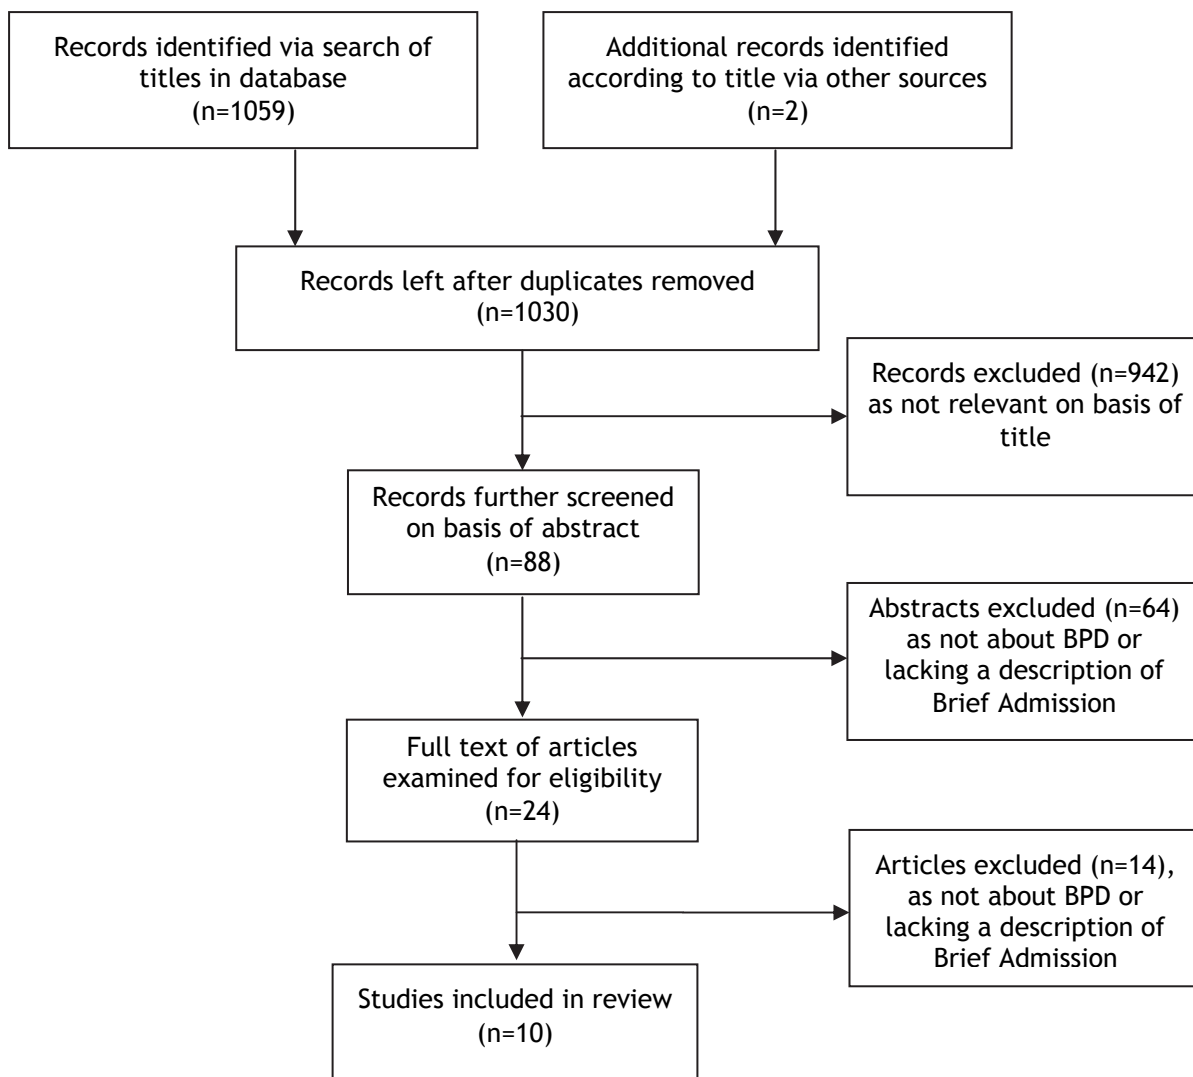 Records identified via search of
titles in database
(n=1059)
Additional records identified
according to title via other sources
(n=2)
Records left after duplicates removed
(n=1030)
Records excluded (n=942)
as not relevant on basis of
title
Records further screened
on basis of abstract
(n=88)
Abstracts excluded (n=64)
as not about BPD or
lacking a description of
Brief Admission
Full text of articles
examined for eligibility
(n=24)
Articles excluded (n=14),
as not about BPD or
lacking a description of
Brief Admission
Studies included in review
(n=10)